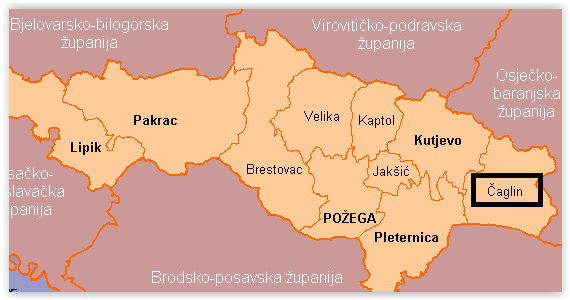 Bjelovarsko-bilogorska
županija
Virovitičko-podravska
županija
Osječko-
baranjska
županija
Pakrac
Lipik
Velika
Kaptol
Kutjevo
Brestovac
Jakšić
Čaglin
POŽEGA
Pleternica
sačko-
slavačka
panija
Brodsko-posavska županija